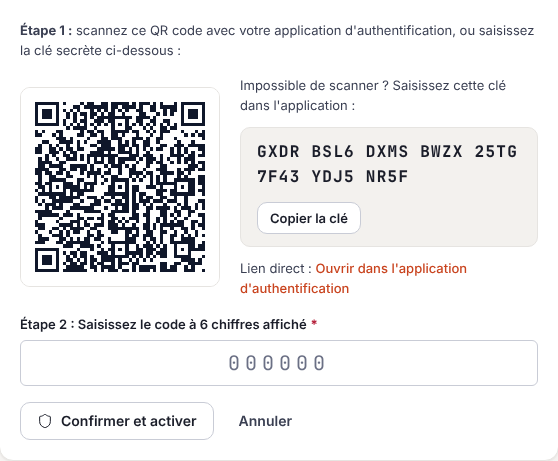 Étape 1 : scannez ce QR code avec votre application d'authentification, ou saisissez
la clé secrète ci-dessous :
Impossible de scanner ? Saisissez cette clé
dans l'application :
GXDR BSL6 DXMS BWZX 25TG
7F43 YDJ5 NR5F
Copier la clé
Lien direct : Ouvrir dans l'application
d'authentification
Étape 2 : Saisissez le code à 6 chiffres affiché *
000000
Confirmer et activer
Annuler